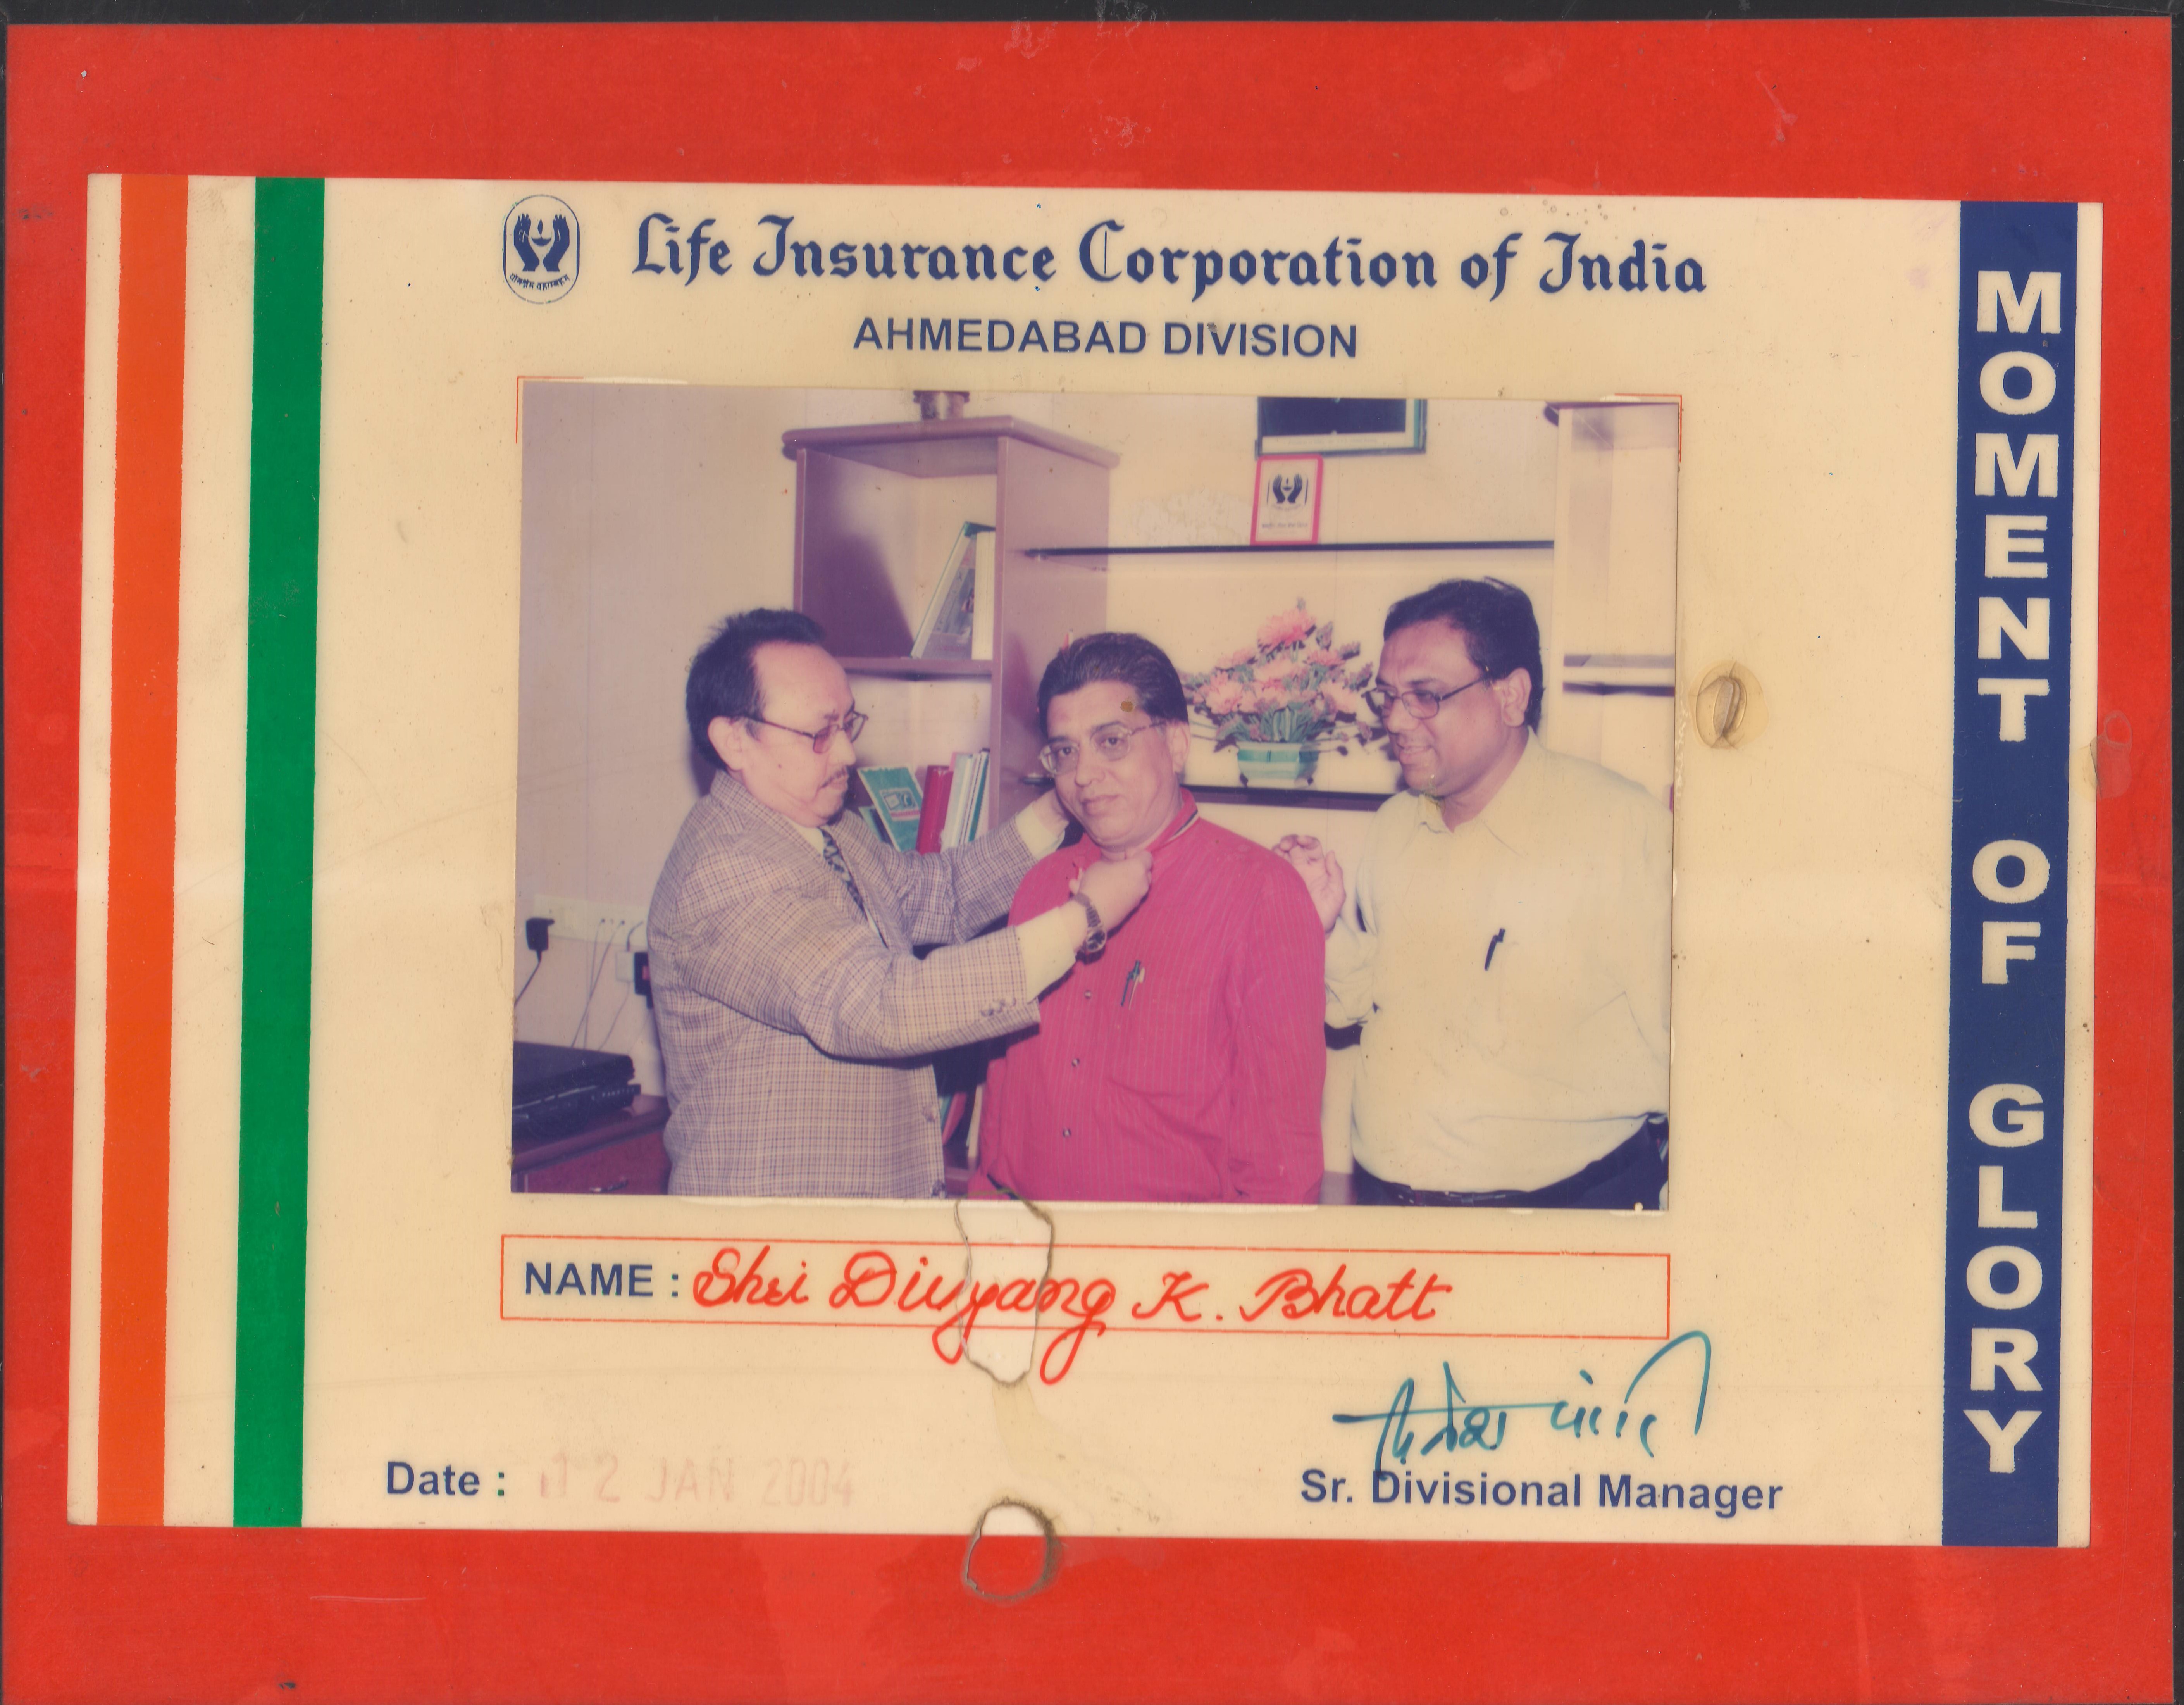 Life Insurance Corporation of India
AHMEDABAD DIVISION
NAME : Shri Divyang K. Bhatt
Date : 12 JAN 2004
Sr. Divisional Manager
MOMENT OF GLORY